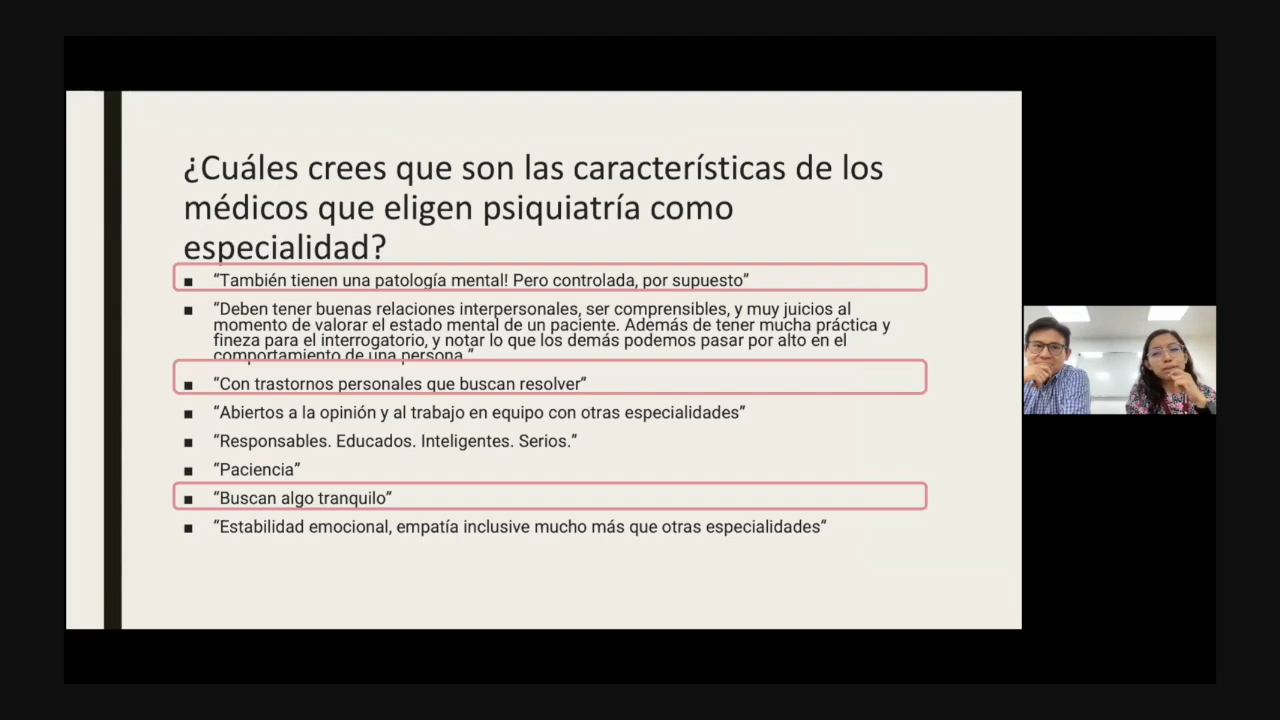 ¿Cuáles crees que son las características de los
médicos que eligen psiquiatría como
especialidad?
▪ “También tienen una patología mental! Pero controlada, por supuesto”
▪ “Deben tener buenas relaciones interpersonales, ser comprensibles, y muy juicios al
momento de valorar el estado mental de un paciente. Además de tener mucha práctica y
fineza para el interrogatorio, y notar lo que los demás podemos pasar por alto en el
comportamiento de una persona.”
▪ “Con trastornos personales que buscan resolver”
▪ “Abiertos a la opinión y al trabajo en equipo con otras especialidades”
▪ “Responsables. Educados. Inteligentes. Serios.”
▪ “Paciencia”
▪ “Buscan algo tranquilo”
▪ “Estabilidad emocional, empatía inclusive mucho más que otras especialidades”